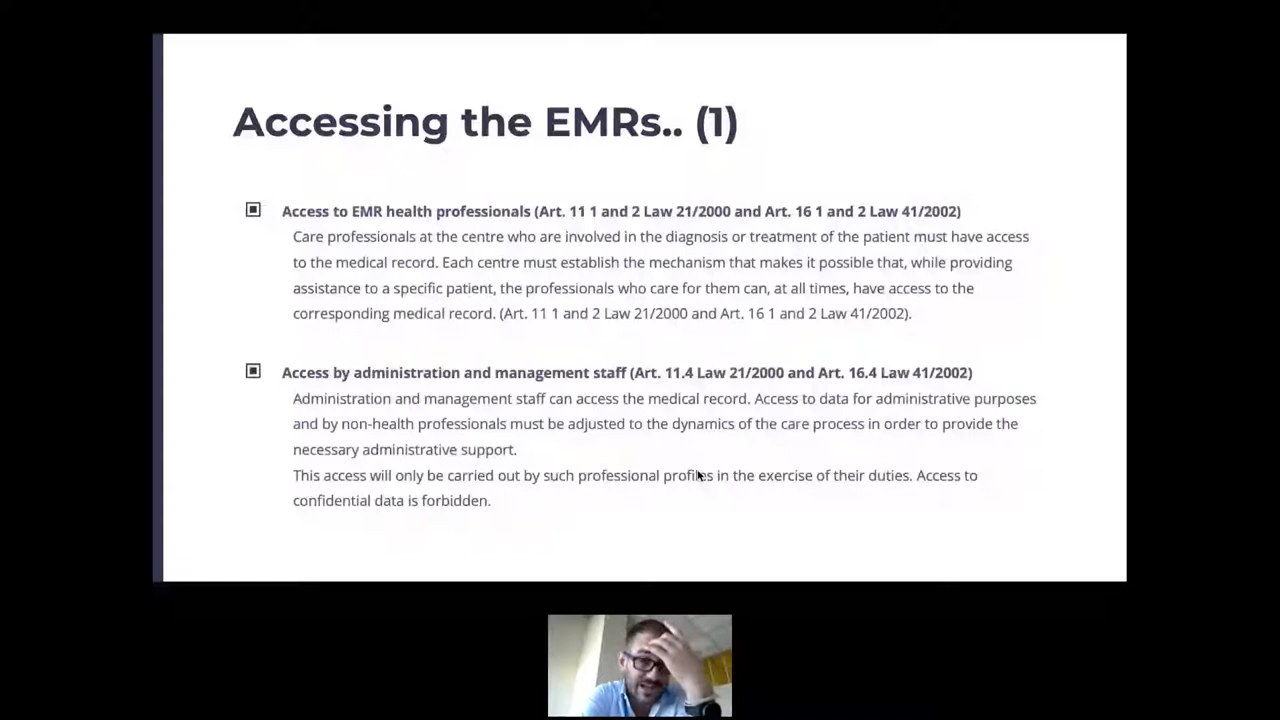 Accessing the EMRs.. (1)
Access to EMR health professionals (Art. 11 1 and 2 Law 21/2000 and Art. 16 1 and 2 Law 41/2002)
Care professionals at the centre who are involved in the diagnosis or treatment of the patient must have access
to the medical record. Each centre must establish the mechanism that makes it possible that, while providing
assistance to a specific patient, the professionals who care for them can, at all times, have access to the
corresponding medical record. (Art. 11 1 and 2 Law 21/2000 and Art. 16 1 and 2 Law 41/2002).
Access by administration and management staff (Art. 11.4 Law 21/2000 and Art. 16.4 Law 41/2002)
Administration and management staff can access the medical record. Access to data for administrative purposes
and by non-health professionals must be adjusted to the dynamics of the care process in order to provide the
necessary administrative support.
This access will only be carried out by such professional profiles in the exercise of their duties. Access to
confidential data is forbidden.